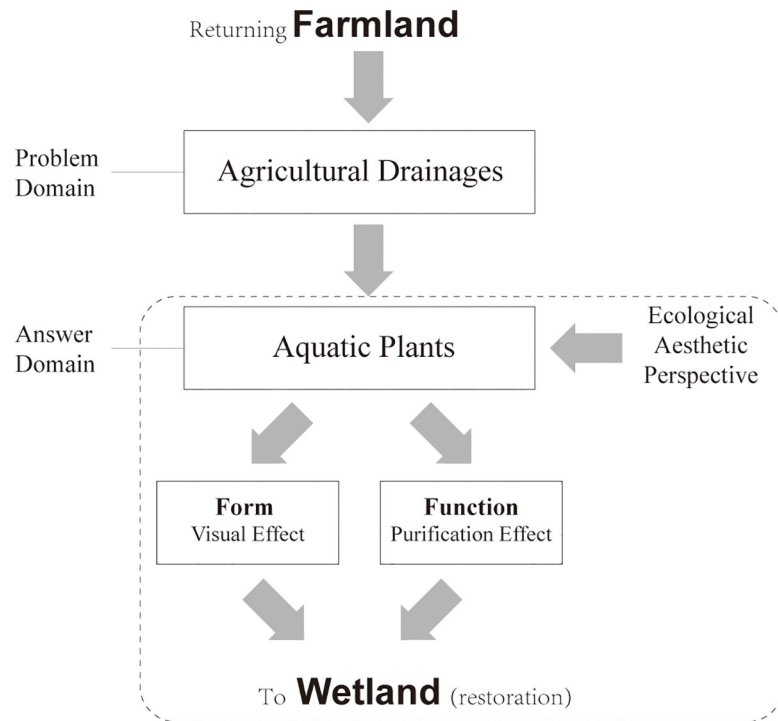 Returning Farmland
Problem
Domain
Agricultural Drainages
Answer
Domain
Aquatic Plants
Ecological
Aesthetic
Perspective
Form
Visual Effect
Function
Purification Effect
To Wetland (restoration)